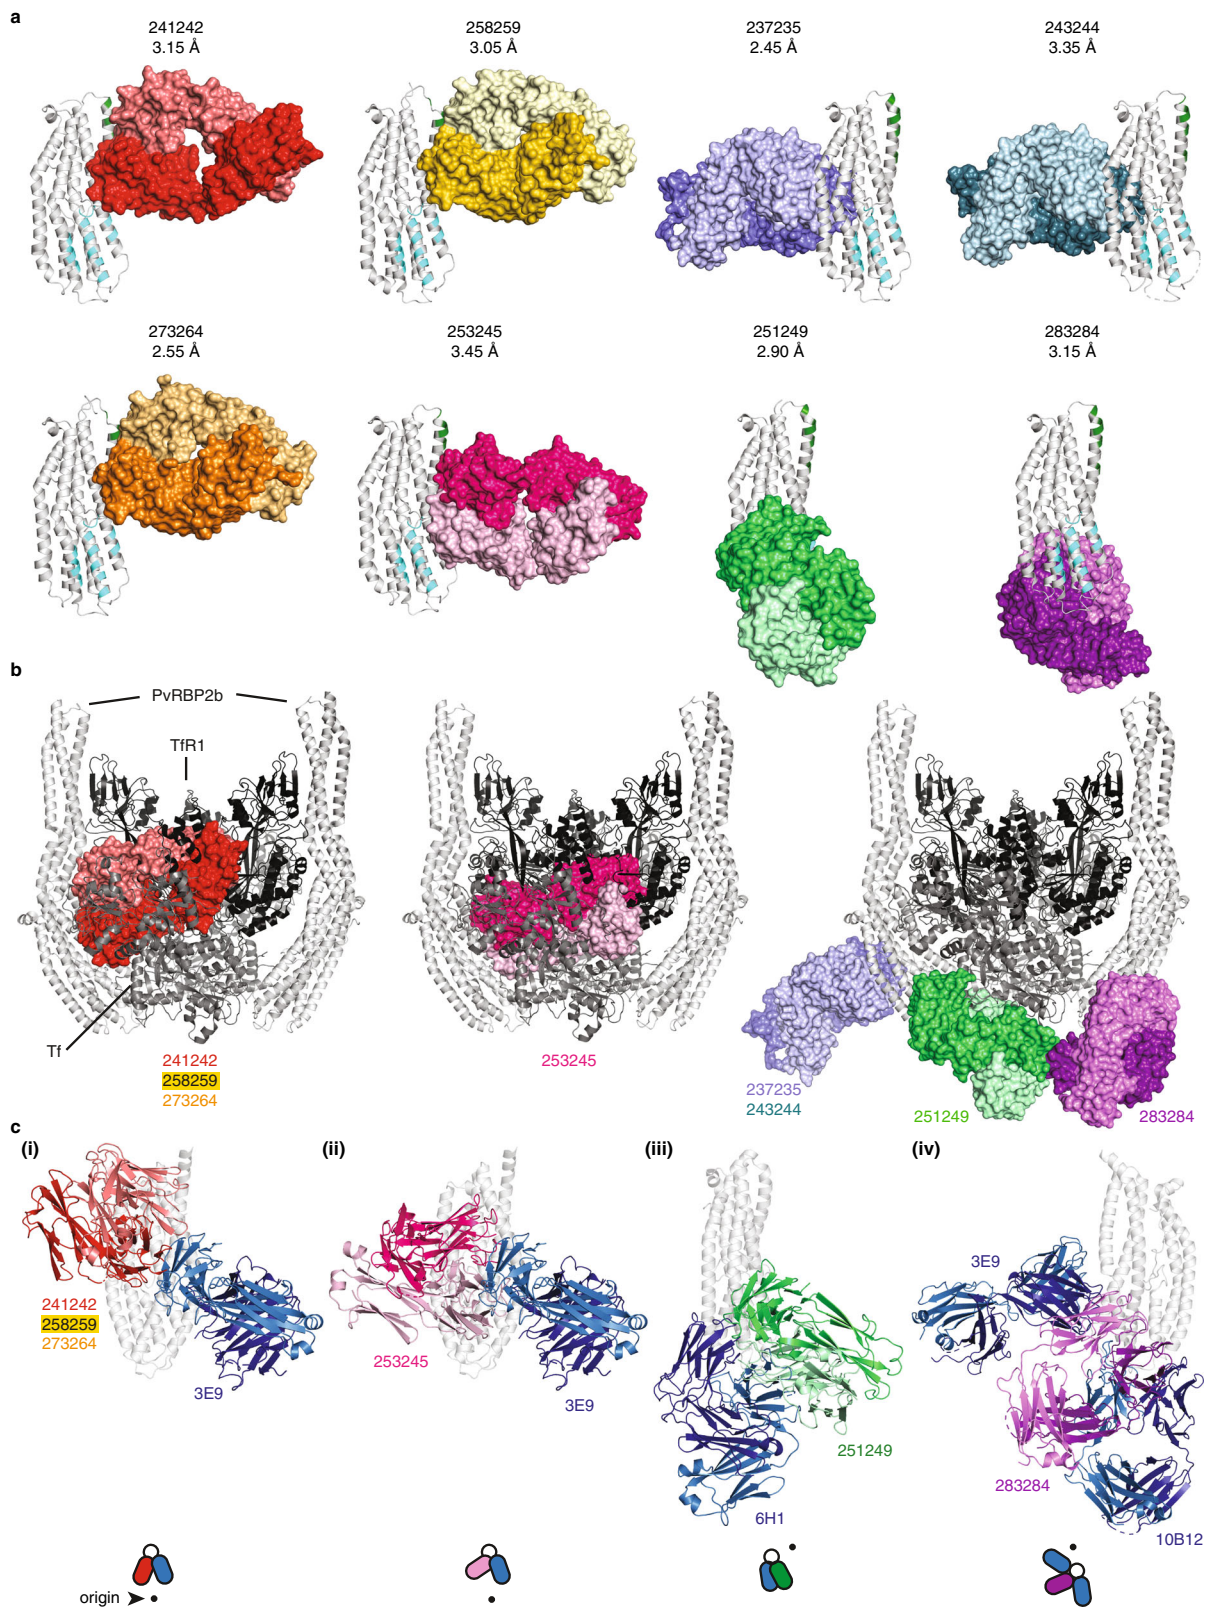 a
241242
3.15 Å
258259
3.05 Å
237235
2.45 Å
243244
3.35 Å
273264
2.55 Å
253245
3.45 Å
251249
2.90 Å
283284
3.15 Å
b
PvRBP2b
TfR1
Tf
241242
258259
273264
253245
237235
243244
251249
283284
c
(i)
(ii)
(iii)
(iv)
241242
258259
273264
3E9
253245
3E9
251249
6H1
3E9
283284
10B12
origin